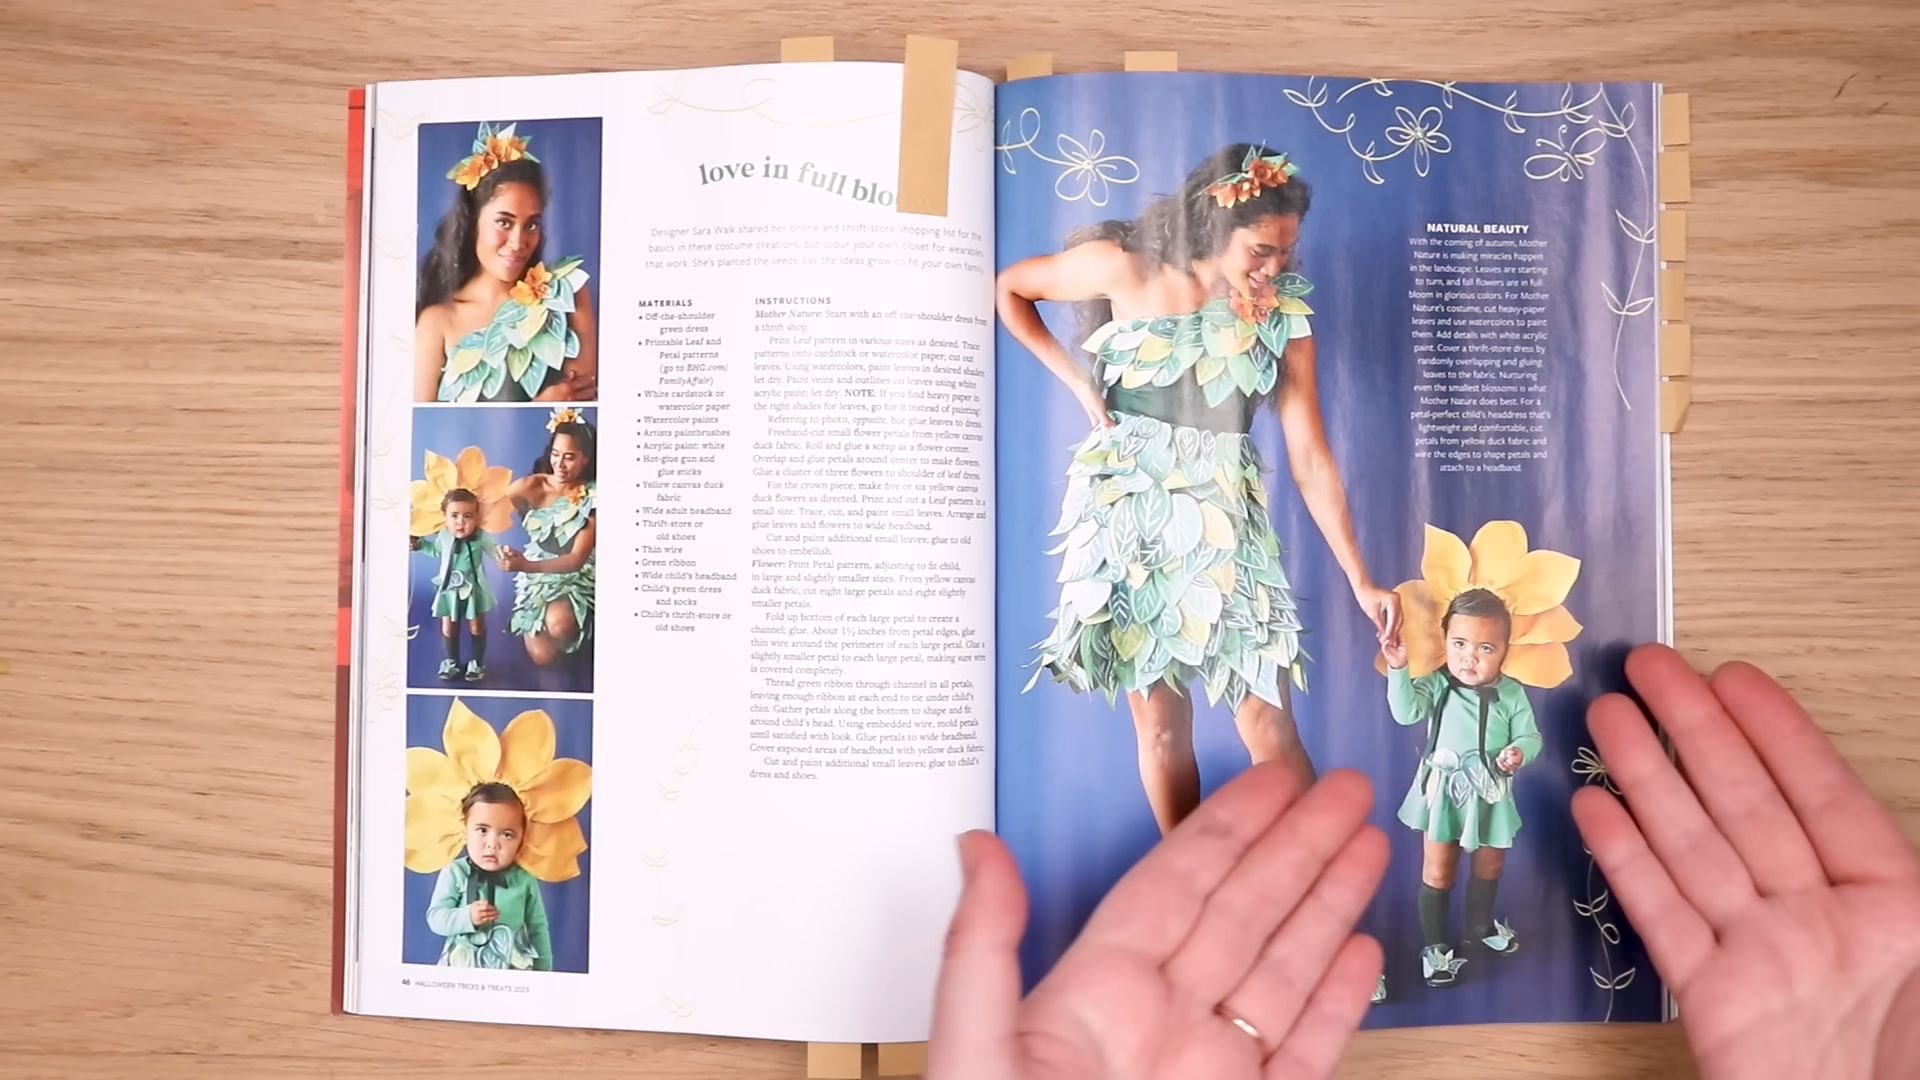 love in full blo
Designer Sara Walk shared her online and thrift-store shopping list for the
basics in these costume creations, but scour your own closet for wearables
that work. She's planted the seeds. Let the ideas grow to fit your own family.
MATERIALS
• Off-the-shoulder
green dress
• Printable Leaf and
Petal patterns
(go to BHG.com/
FamilyAffair)
• White cardstock or
watercolor paper
• Watercolor paints
• Artists paintbrushes
• Acrylic paint: white
• Hot-glue gun and
glue sticks
• Yellow canvas duck
fabric
• Wide adult headband
• Thrift-store or
old shoes
• Thin wire
• Green ribbon
• Wide child's headband
• Child's green dress
and socks
• Child's thrift-store or
old shoes
INSTRUCTIONS
Mother Nature: Start with an off-the-shoulder dress from
a thrift shop.
Print Leaf pattern in various sizes as desired. Trace
patterns onto cardstock or watercolor paper; cut out
leaves. Using watercolors, paint leaves in desired shades;
let dry. Paint veins and outlines on leaves using white
acrylic paint; let dry. NOTE: If you find heavy paper in
the right shades for leaves, go for it instead of painting!
Referring to photo, opposite, hot-glue leaves to dress.
Freehand-cut small flower petals from yellow canvas
duck fabric. Roll and glue a scrap as a flower center.
Overlap and glue petals around center to make flowers.
Glue a cluster of three flowers to shoulder of leaf dress.
For the crown piece, make five or six yellow canvas
duck flowers as directed. Print and cut a Leaf pattern in a
small size. Trace, cut, and paint small leaves. Arrange and
glue leaves and flowers to wide headband.
Cut and paint additional small leaves; glue to old
shoes to embellish.
Flower: Print Petal pattern, adjusting to fit child,
in large and slightly smaller sizes. From yellow canvas
duck fabric, cut eight large petals and eight slightly
smaller petals.
Fold up bottom of each large petal to create a
channel; glue. About 1½ inches from petal edges, glue
thin wire around the perimeter of each large petal. Glue a
slightly smaller petal to each large petal, making sure wire
is covered completely.
Thread green ribbon through channel in all petals,
leaving enough ribbon at each end to tie under child's
chin. Gather petals along the bottom to shape and fit
around child's head. Using embedded wire, mold petals
until satisfied with look. Glue petals to wide headband.
Cover exposed areas of headband with yellow duck fabric.
Cut and paint additional small leaves; glue to child's
dress and shoes.
46 HALLOWEEN TRICKS & TREATS 2023
NATURAL BEAUTY
With the coming of autumn, Mother
Nature is making miracles happen
in the landscape. Leaves are starting
to turn, and fall flowers are in full
bloom in glorious colors. For Mother
Nature's costume, cut heavy-paper
leaves and use watercolors to paint
them. Add details with white acrylic
paint. Cover a thrift-store dress by
randomly overlapping and gluing
leaves to the fabric. Nurturing
even the smallest blossoms is what
Mother Nature does best. For a
petal-perfect child's headdress that's
lightweight and comfortable, cut
petals from yellow duck fabric and
wire the edges to shape petals and
attach to a headband.